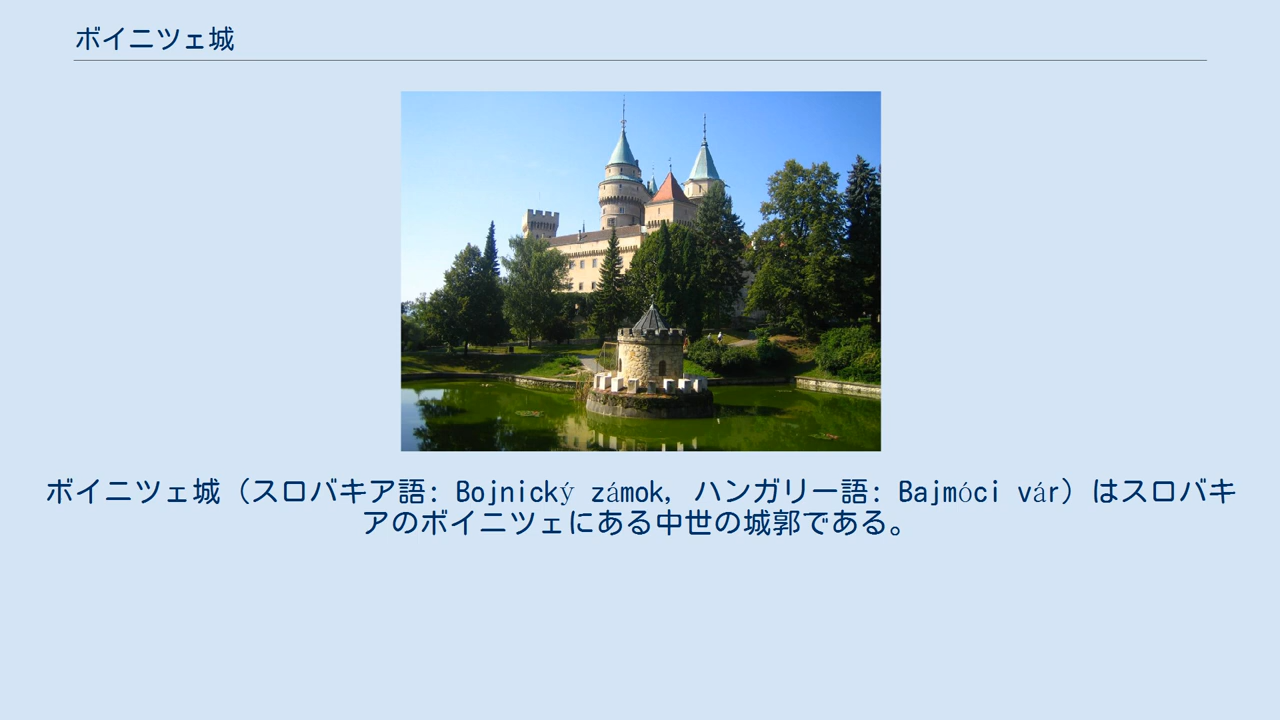 ボイニツェ城
ボイニツェ城（スロバキア語: Bojnický zámok, ハンガリー語: Bajmóci vár）はスロバキ
アのボイニツェにある中世の城郭である。